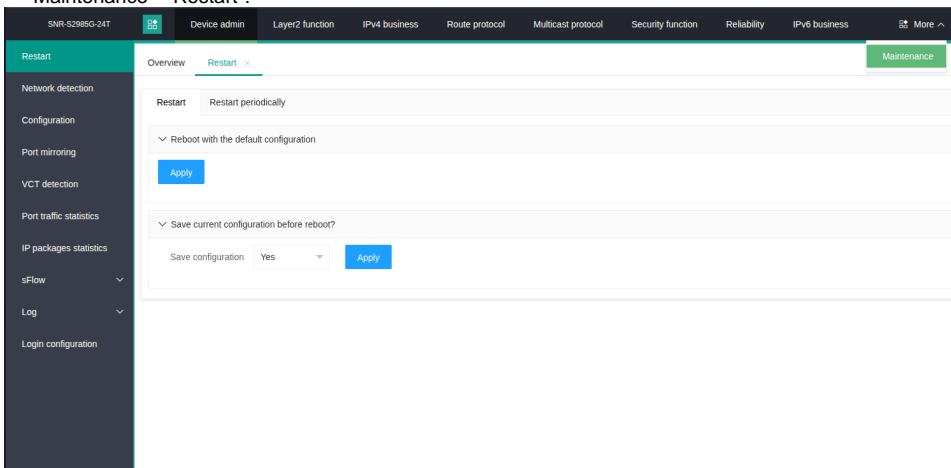 Maintenance - Restart".
SNR-S2985G-24T Device admin Layer2 function IPv4 business Route protocol Multicast protocol Security function Reliability IPv6 business More
Restart Overview Restart × Maintenance
Network detection
Restart Restart periodically
Configuration
Reboot with the default configuration
Port mirroring
Apply
VCT detection
Port traffic statistics
Save current configuration before reboot?
IP packages statistics
Save configuration Yes Apply
sFlow
Log
Login configuration